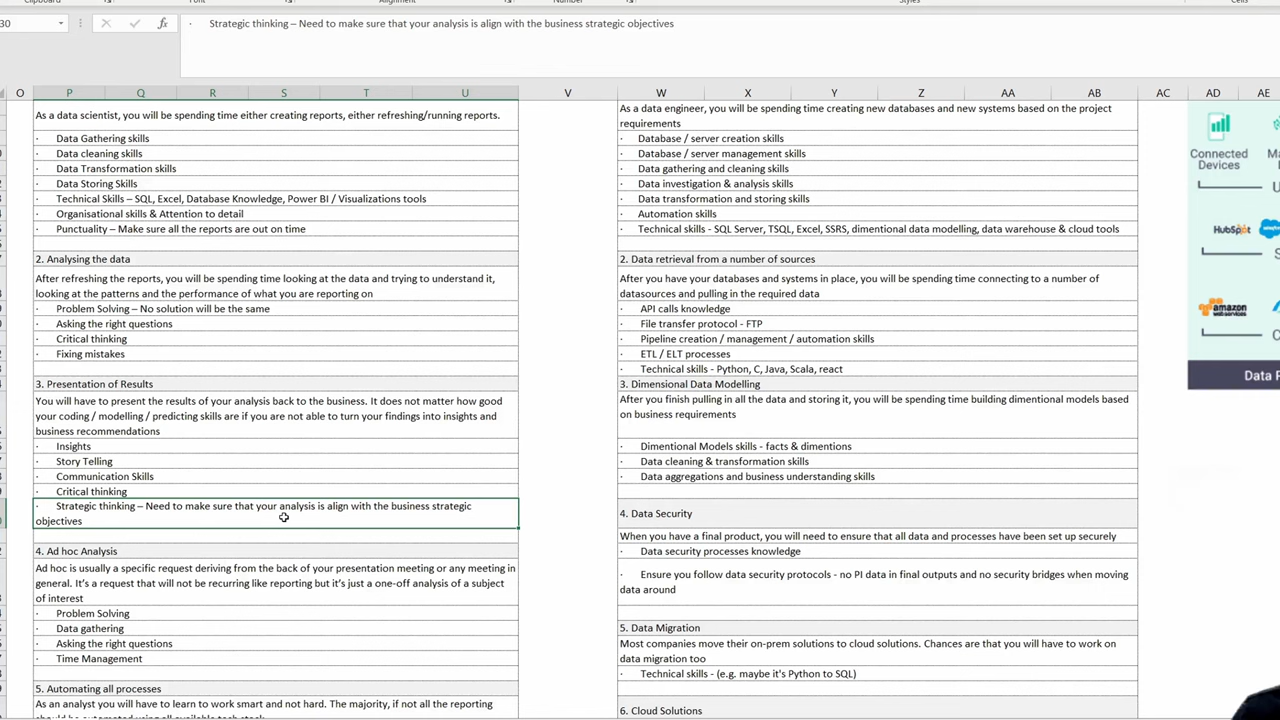 Clipboard
Font
Alignment
Number
Styles
Cells
30
fx
· Strategic thinking – Need to make sure that your analysis is align with the business strategic objectives
O P Q R S T U V W X Y Z AA AB AC AD AE
As a data scientist, you will be spending time either creating reports, either refreshing/running reports.
· Data Gathering skills
· Data cleaning skills
· Data Transformation skills
· Data Storing Skills
· Technical Skills – SQL, Excel, Database Knowledge, Power BI / Visualizations tools
· Organisational skills & Attention to detail
· Punctuality – Make sure all the reports are out on time
2. Analysing the data
After refreshing the reports, you will be spending time looking at the data and trying to understand it,
looking at the patterns and the performance of what you are reporting on
· Problem Solving – No solution will be the same
· Asking the right questions
· Critical thinking
· Fixing mistakes
3. Presentation of Results
You will have to present the results of your analysis back to the business. It does not matter how good
your coding / modelling / predicting skills are if you are not able to turn your findings into insights and
business recommendations
· Insights
· Story Telling
· Communication Skills
· Critical thinking
· Strategic thinking – Need to make sure that your analysis is align with the business strategic
objectives
4. Ad hoc Analysis
Ad hoc is usually a specific request deriving from the back of your presentation meeting or any meeting in
general. It's a request that will not be recurring like reporting but it's just a one-off analysis of a subject
of interest
· Problem Solving
· Data gathering
· Asking the right questions
· Time Management
5. Automating all processes
As an analyst you will have to learn to work smart and not hard. The majority, if not all the reporting
should be automated using all available tech stack
As a data engineer, you will be spending time creating new databases and new systems based on the project
requirements
· Database / server creation skills
· Database / server management skills
· Data gathering and cleaning skills
· Data investigation & analysis skills
· Data transformation and storing skills
· Automation skills
· Technical skills - SQL Server, TSQL, Excel, SSRS, dimentional data modelling, data warehouse & cloud tools
2. Data retrieval from a number of sources
After you have your databases and systems in place, you will be spending time connecting to a number of
datasources and pulling in the required data
· API calls knowledge
· File transfer protocol - FTP
· Pipeline creation / management / automation skills
· ETL / ELT processes
· Technical skills - Python, C, Java, Scala, react
3. Dimensional Data Modelling
After you finish pulling in all the data and storing it, you will be spending time building dimentional models based
on business requirements
· Dimentional Models skills - facts & dimentions
· Data cleaning & transformation skills
· Data aggregations and business understanding skills
4. Data Security
When you have a final product, you will need to ensure that all data and processes have been set up securely
· Data security processes knowledge
· Ensure you follow data security protocols - no PI data in final outputs and no security bridges when moving
data around
5. Data Migration
Most companies move their on-prem solutions to cloud solutions. Chances are that you will have to work on
data migration too
· Technical skills - (e.g. maybe it's Python to SQL)
6. Cloud Solutions
Connected
Devices
HubSpot
amazon
web services
Data